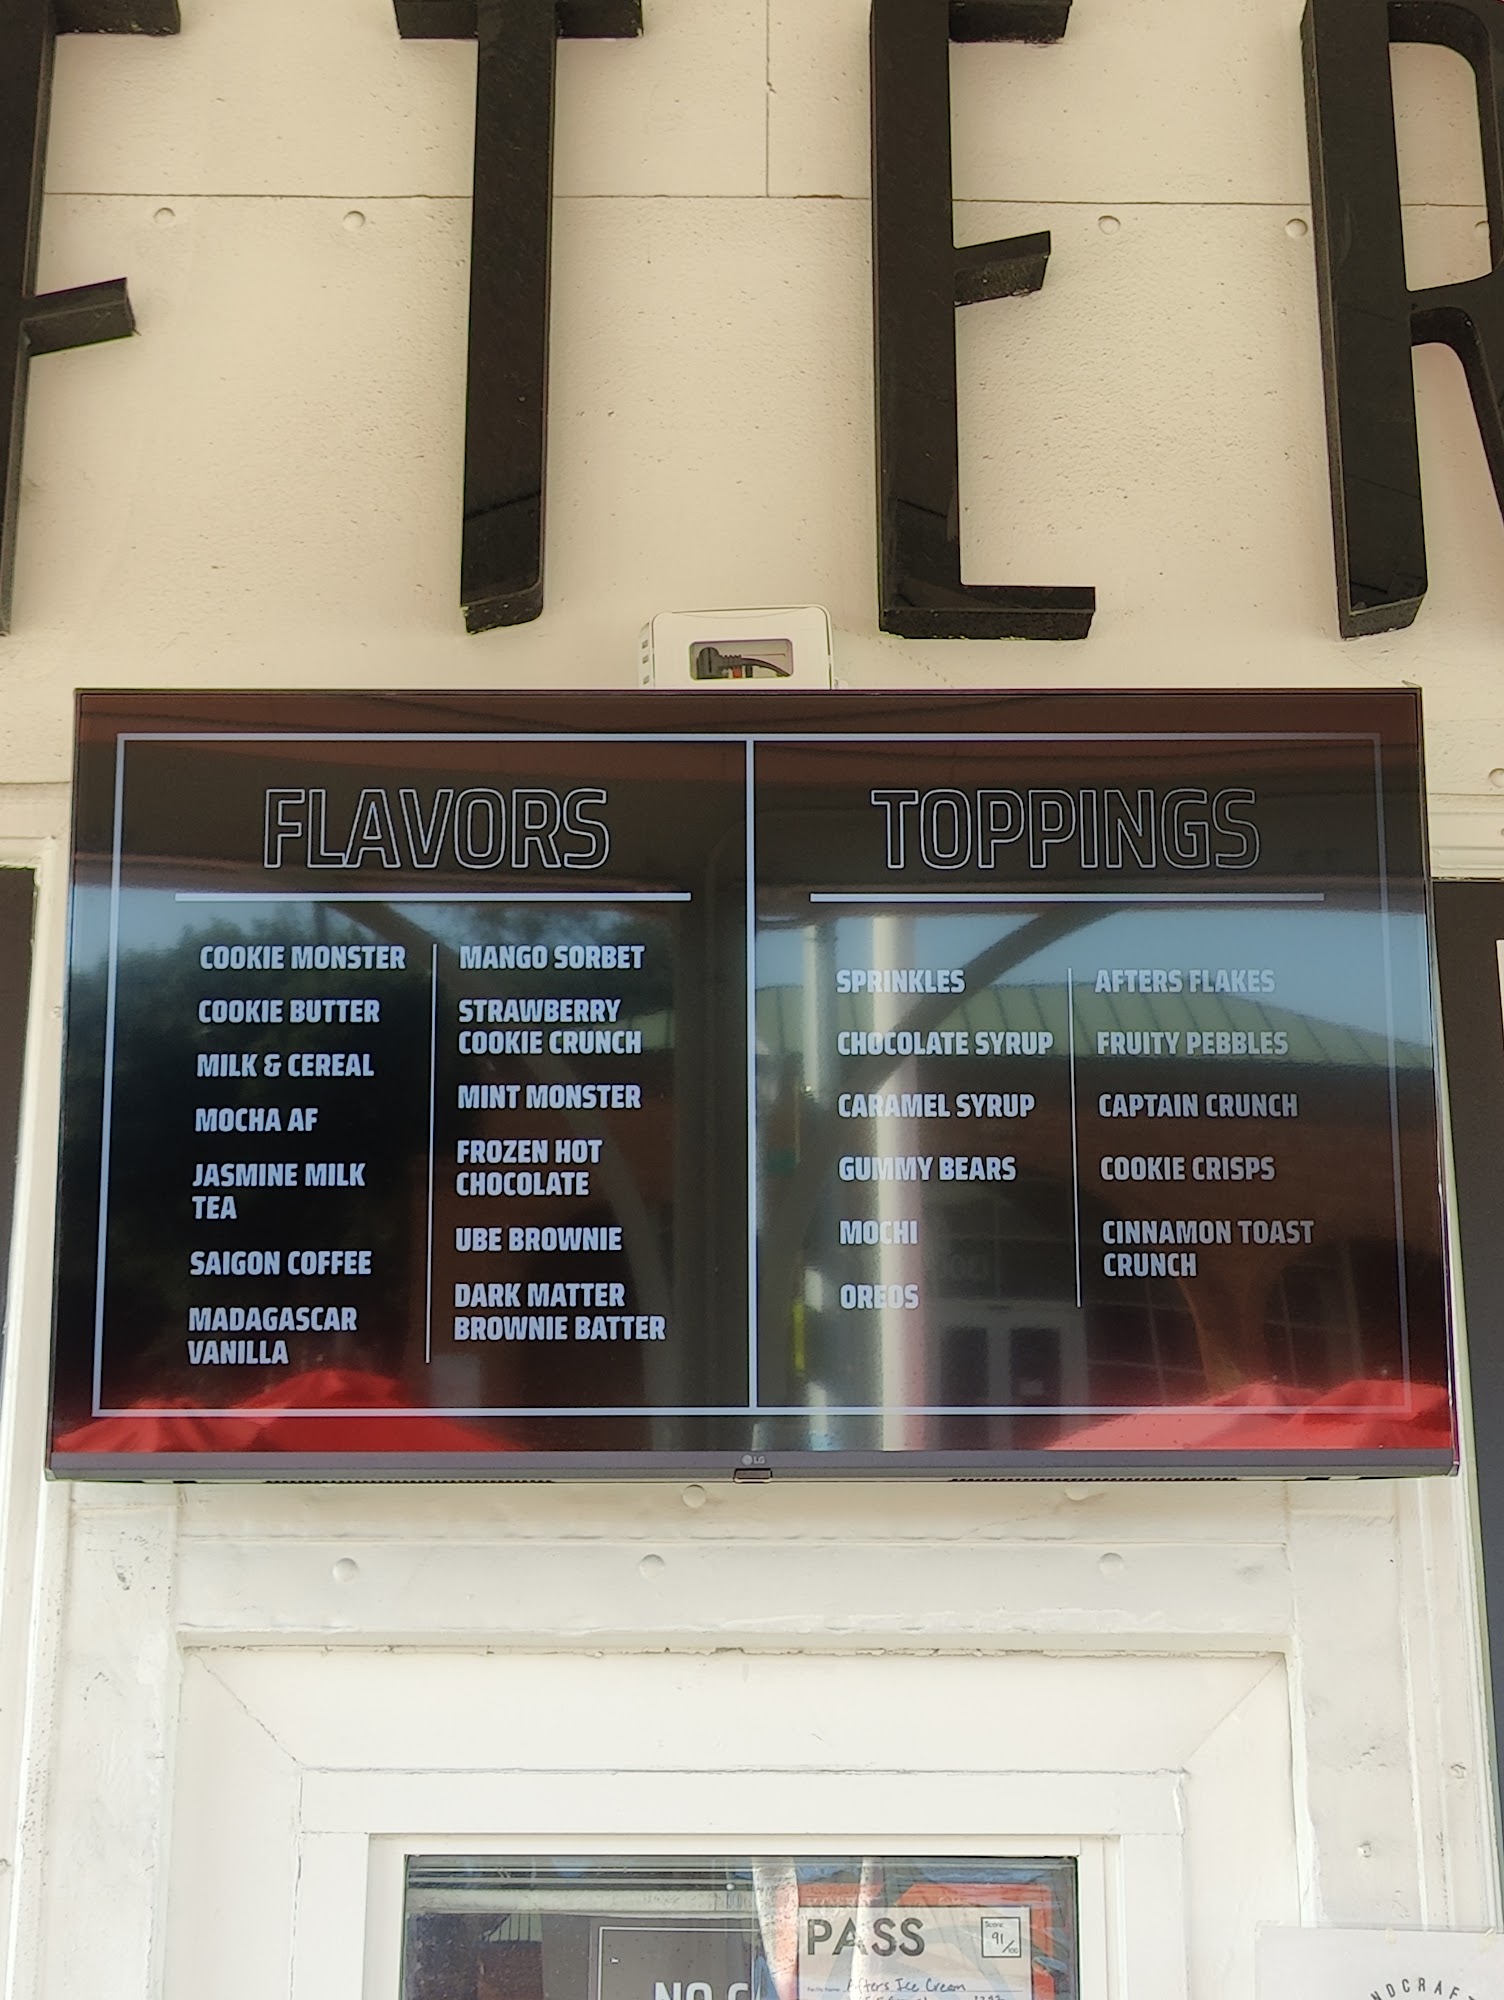 FTER
FLAVORS
COOKIE MONSTER
COOKIE BUTTER
MILK & CEREAL
MOCHA AF
JASMINE MILK
TEA
SAIGON COFFEE
MADAGASCAR
VANILLA
MANGO SORBET
STRAWBERRY
COOKIE CRUNCH
MINT MONSTER
FROZEN HOT
CHOCOLATE
UBE BROWNIE
DARK MATTER
BROWNIE BATTER
TOPPINGS
SPRINKLES
CHOCOLATE SYRUP
CARAMEL SYRUP
GUMMY BEARS
MOCHI
OREOS
AFTERS FLAKES
FRUITY PEBBLES
CAPTAIN CRUNCH
COOKIE CRISPS
CINNAMON TOAST
CRUNCH
LG
PASS
Score:
91/100
Afters Ice Cream
NO